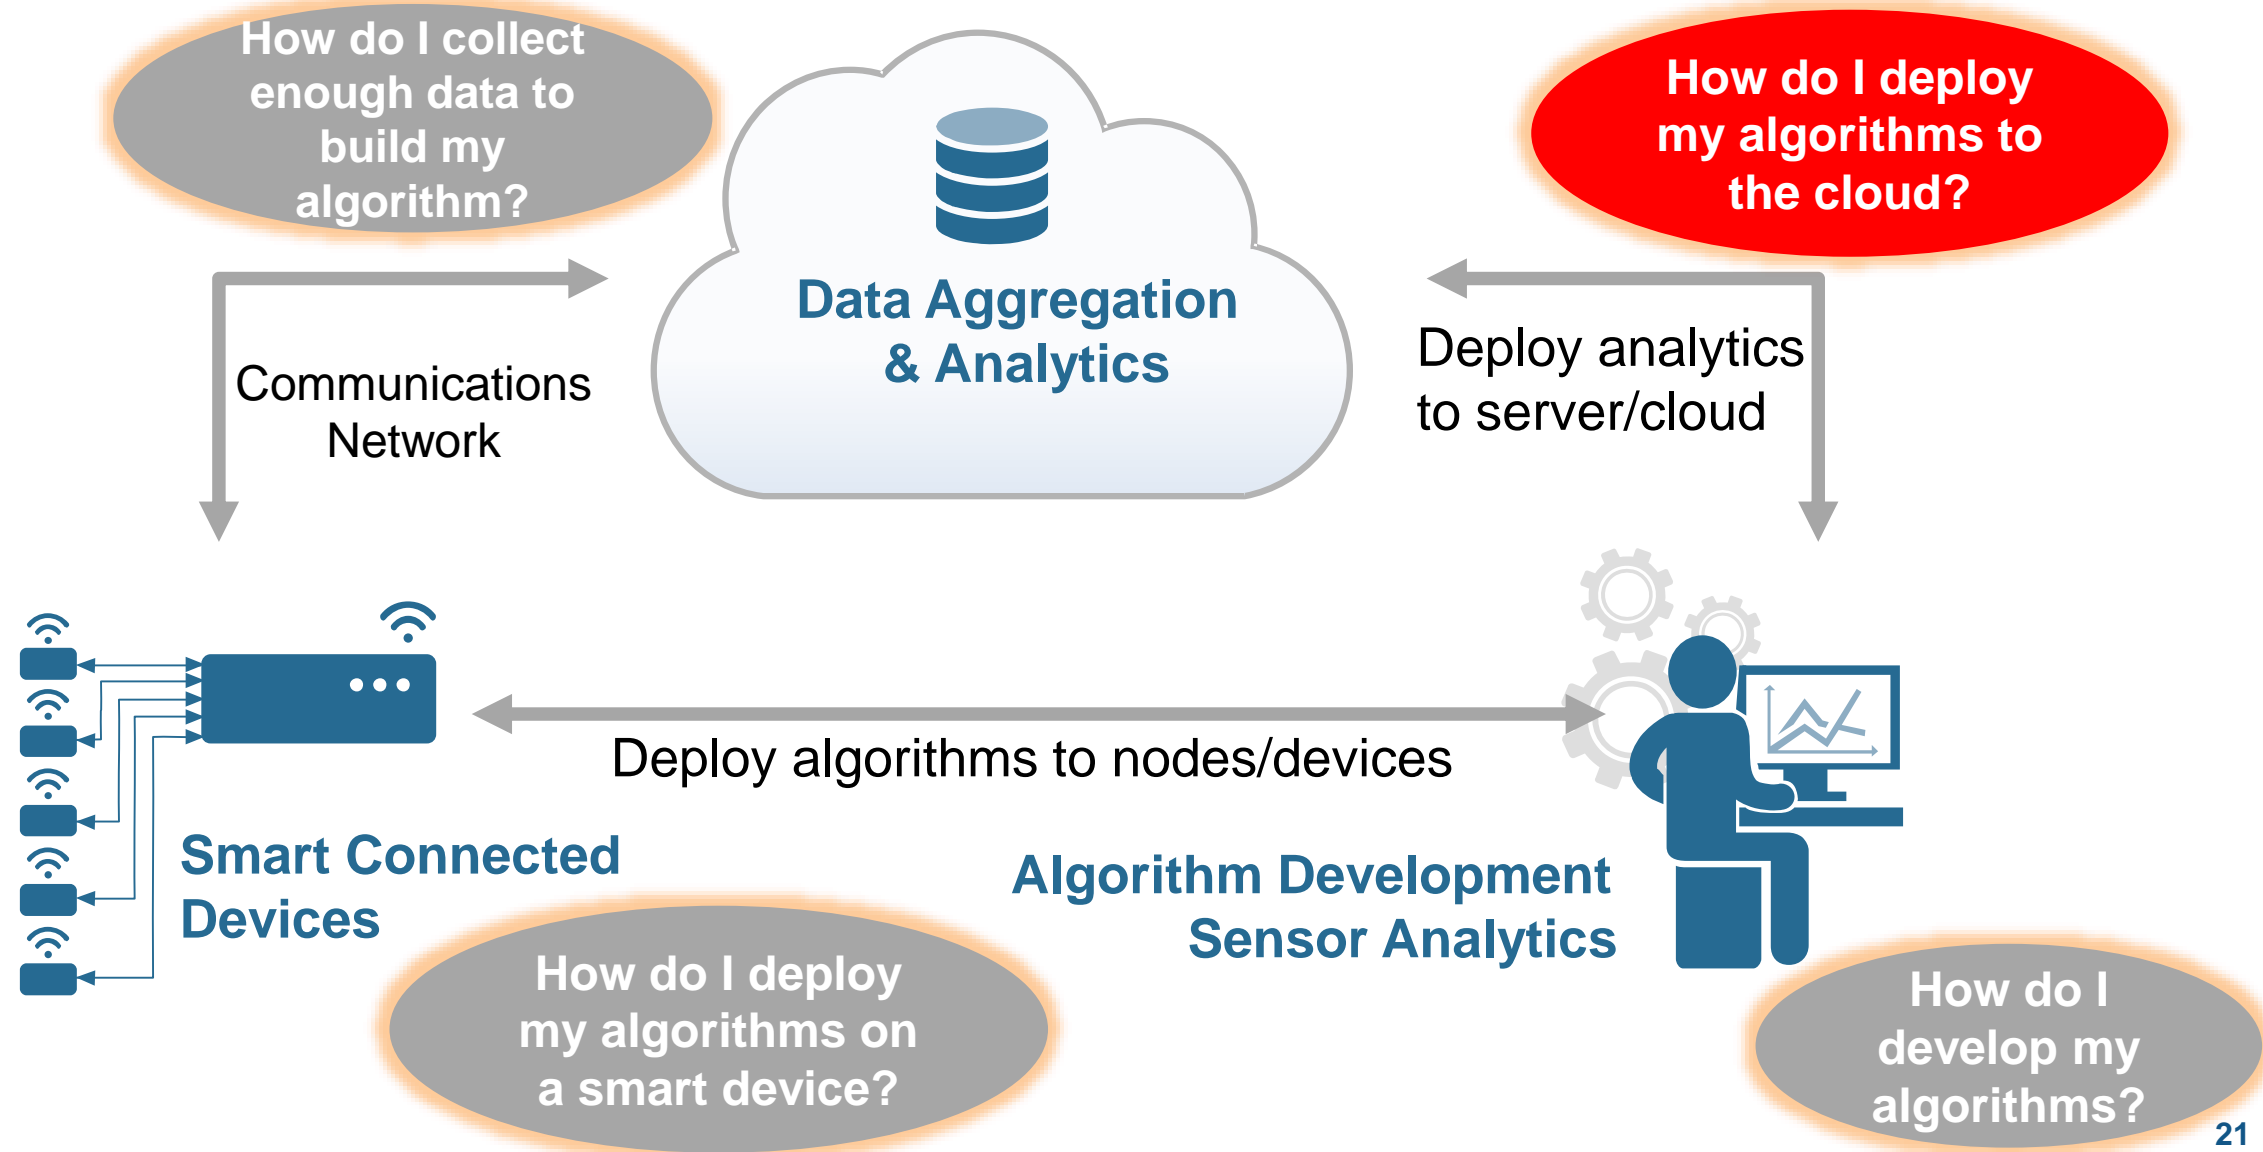 How do I collect
enough data to
build my
algorithm?
How do I deploy
my algorithms to
the cloud?
Data Aggregation
& Analytics
Communications
Network
Deploy analytics
to server/cloud
Deploy algorithms to nodes/devices
Smart Connected
Devices
Algorithm Development
Sensor Analytics
How do I deploy
my algorithms on
a smart device?
How do I
develop my
algorithms?
21